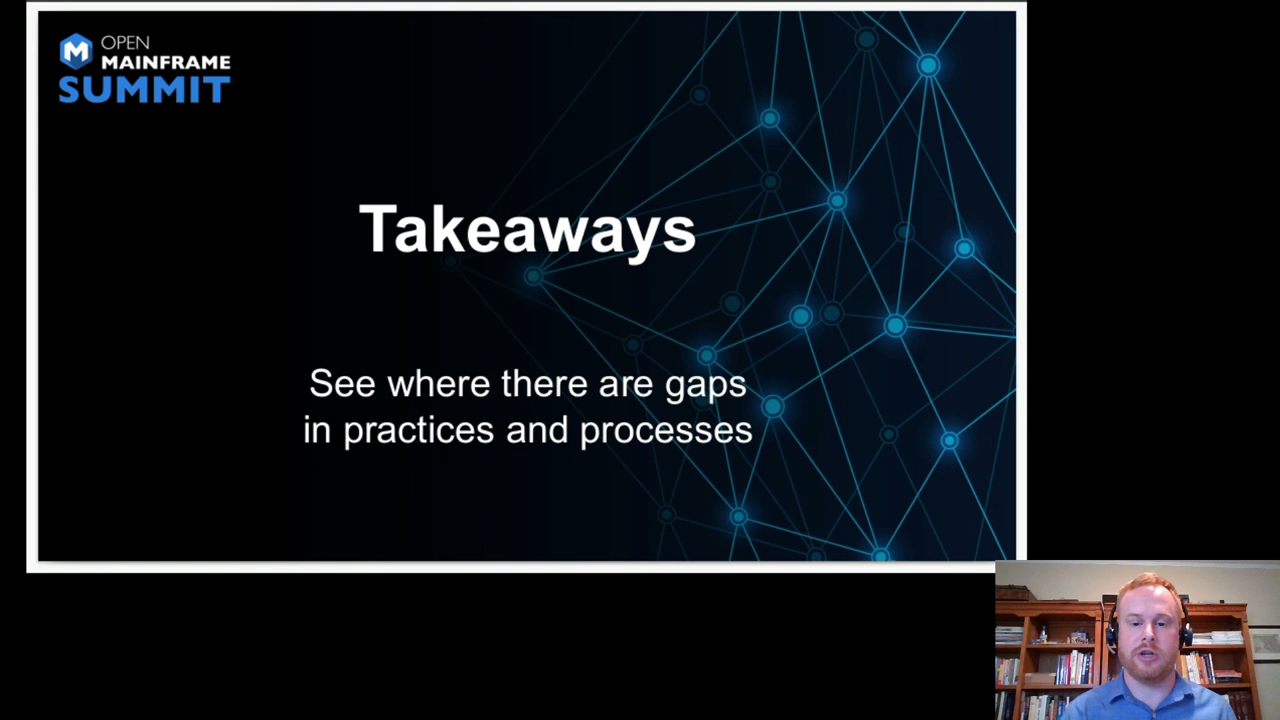 OPEN
MAINFRAME
SUMMIT
Takeaways
See where there are gaps
in practices and processes